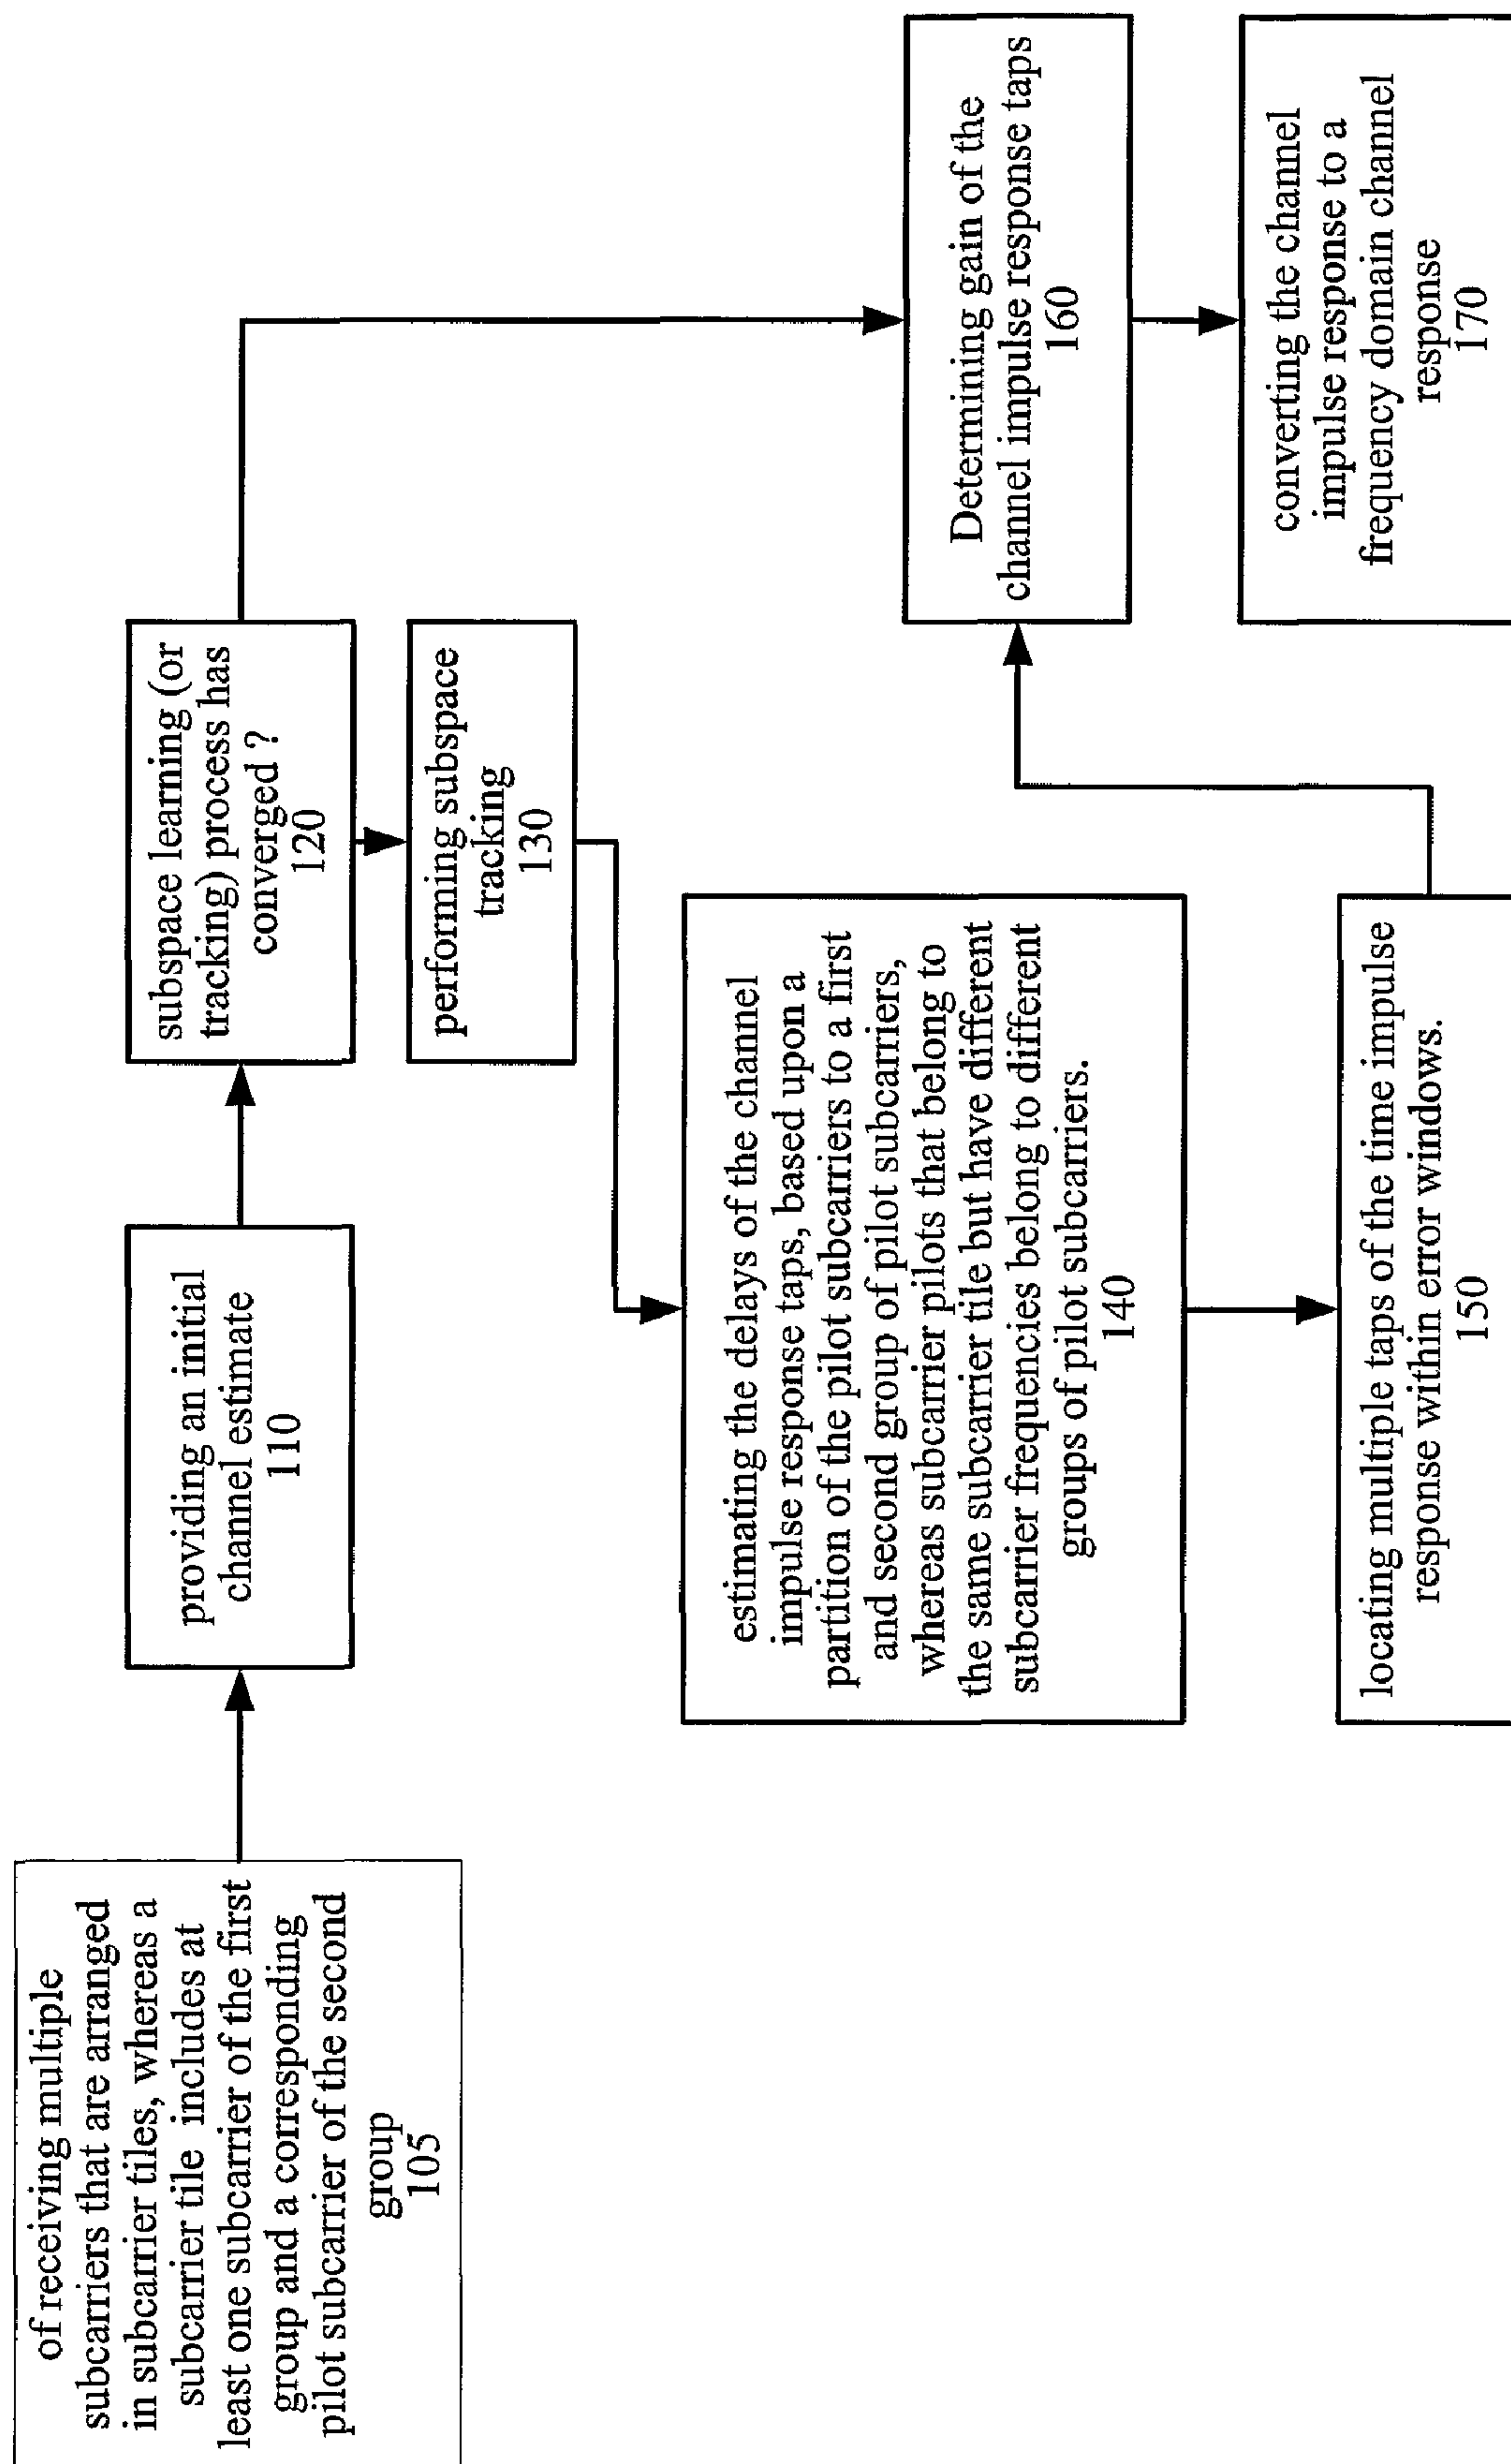 of receiving multiple
subcarriers that are arranged
in subcarrier tiles, whereas a
subcarrier tile includes at
least one subcarrier of the first
group and a corresponding
pilot subcarrier of the second
group
105
providing an initial
channel estimate
110
subspace learning (or
tracking) process has
converged ?
120
performing subspace
tracking
130
estimating the delays of the channel
impulse response taps, based upon a
partition of the pilot subcarriers to a first
and second group of pilot subcarriers,
whereas subcarrier pilots that belong to
the same subcarrier tile but have different
subcarrier frequencies belong to different
groups of pilot subcarriers.
140
locating multiple taps of the time impulse
response within error windows.
150
Determining gain of the
channel impulse response taps
160
converting the channel
impulse response to a
frequency domain channel
response
170